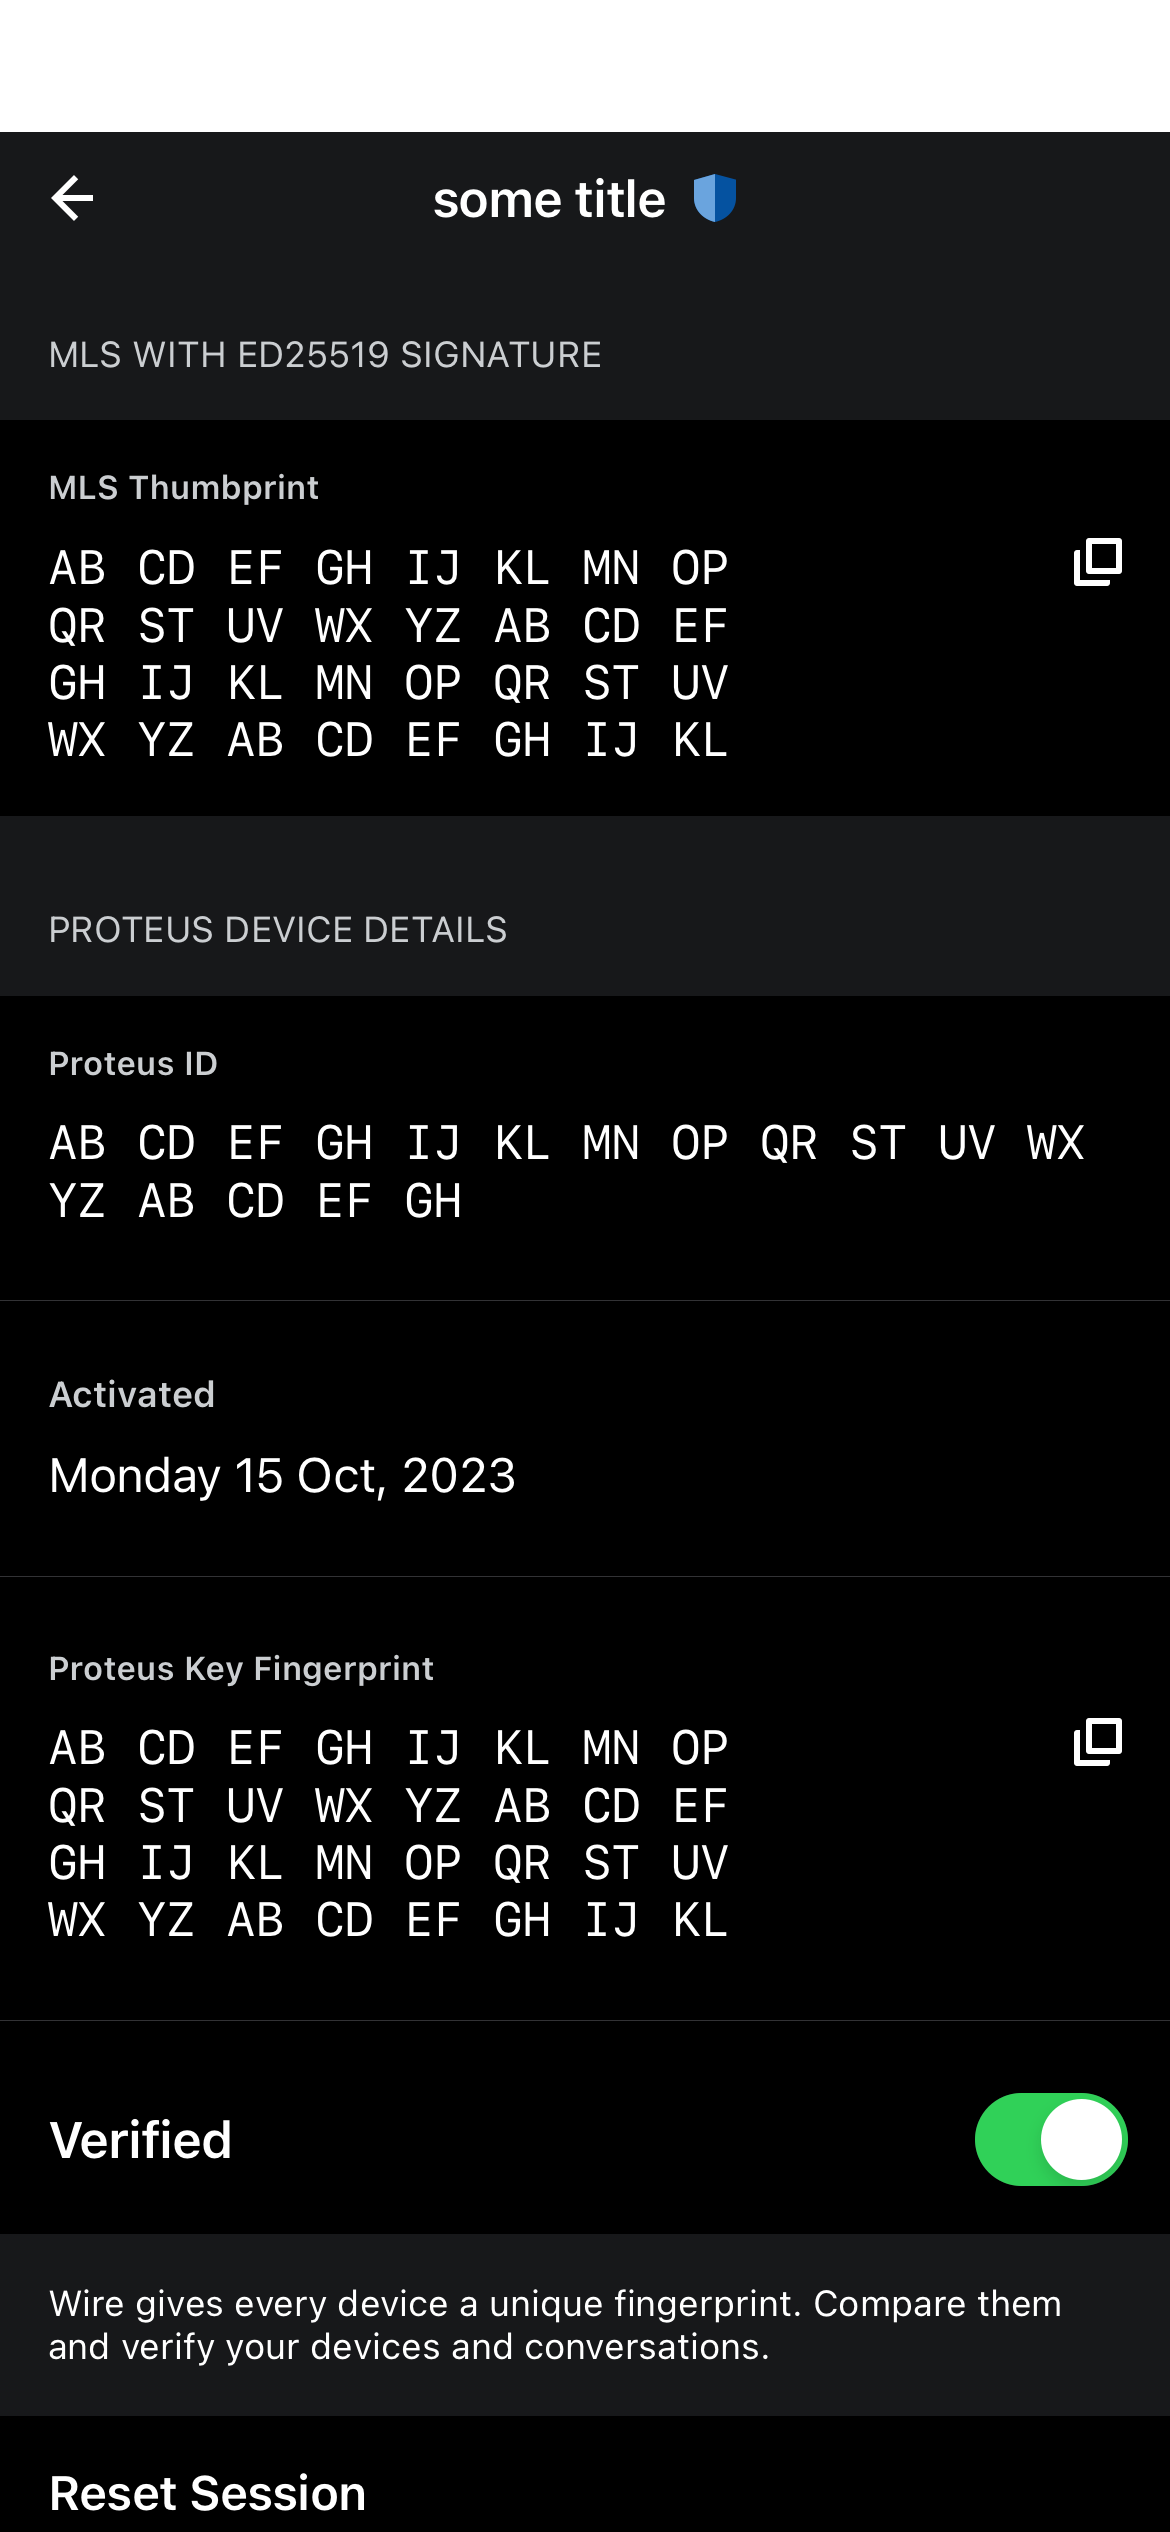 some title
MLS WITH ED25519 SIGNATURE
MLS Thumbprint
AB CD EF GH IJ KL MN OP
QR ST UV WX YZ AB CD EF
GH IJ KL MN OP QR ST UV
WX YZ AB CD EF GH IJ KL
PROTEUS DEVICE DETAILS
Proteus ID
AB CD EF GH IJ KL MN OP QR ST UV WX
YZ AB CD EF GH
Activated
Monday 15 Oct, 2023
Proteus Key Fingerprint
AB CD EF GH IJ KL MN OP
QR ST UV WX YZ AB CD EF
GH IJ KL MN OP QR ST UV
WX YZ AB CD EF GH IJ KL
Verified
Wire gives every device a unique fingerprint. Compare them
and verify your devices and conversations.
Reset Session